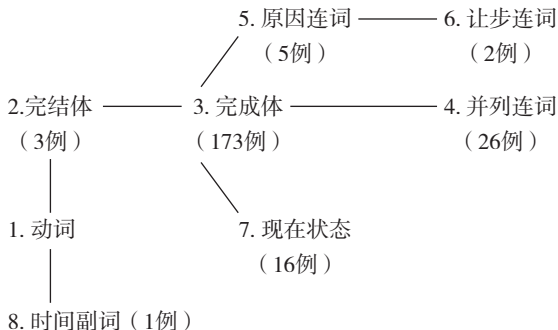 5. 原因连词 6. 让步连词
（5例） （2例）
2.完结体 3. 完成体 4. 并列连词
（3例） （173例） （26例）
1. 动词 7. 现在状态
（16例）
8. 时间副词（1例）